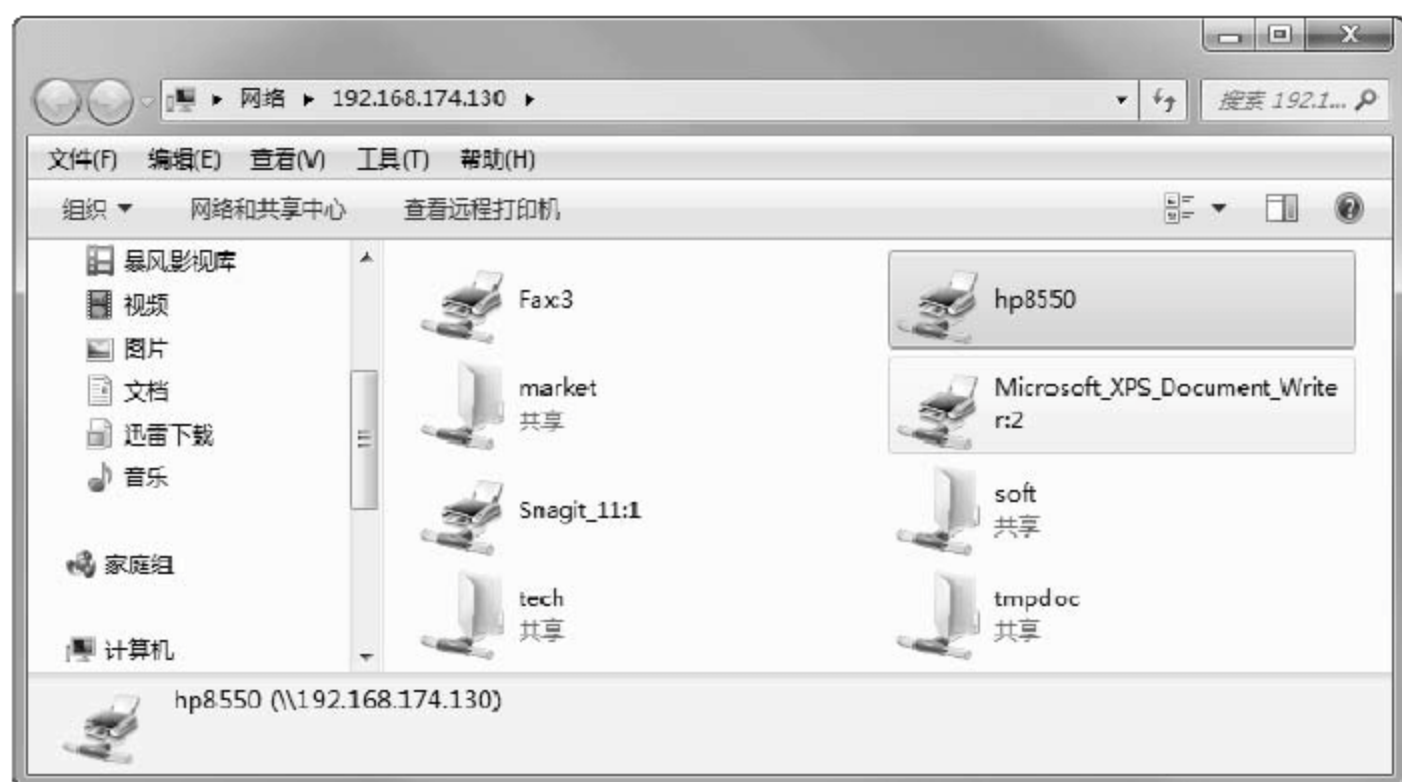 网络 192.168.174.130
搜索 192.1...
文件(F) 编辑(E) 查看(V) 工具(T) 帮助(H)
组织 网络和共享中心 查看远程打印机
暴风影视库
视频
图片
文档
迅雷下载
音乐
家庭组
计算机
Fax:3
hp8550
market
共享
Microsoft_XPS_Document_Write
r:2
Snagit_11:1
soft
共享
tech
共享
tmpdoc
共享
hp8550 (\\192.168.174.130)